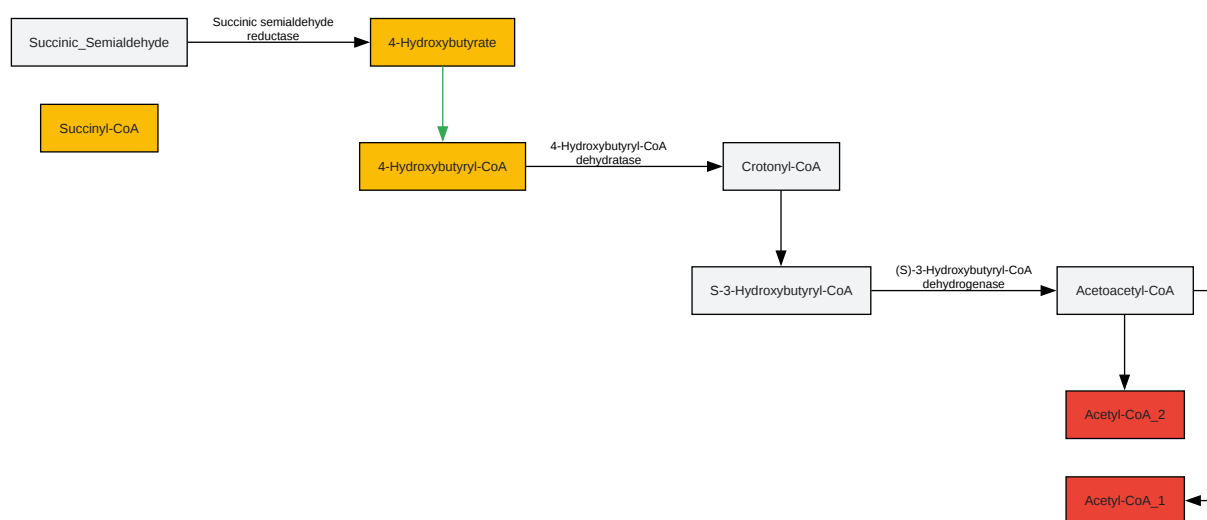 Succinic semialdehyde
reductase
Succinic_Semialdehyde
4-Hydroxybutyrate
Succinyl-CoA
4-Hydroxybutyryl-CoA
dehydratase
4-Hydroxybutyryl-CoA
Crotonyl-CoA
(S)-3-Hydroxybutyryl-CoA
dehydrogenase
S-3-Hydroxybutyryl-CoA
Acetoacetyl-CoA
Acetyl-CoA_2
Acetyl-CoA_1